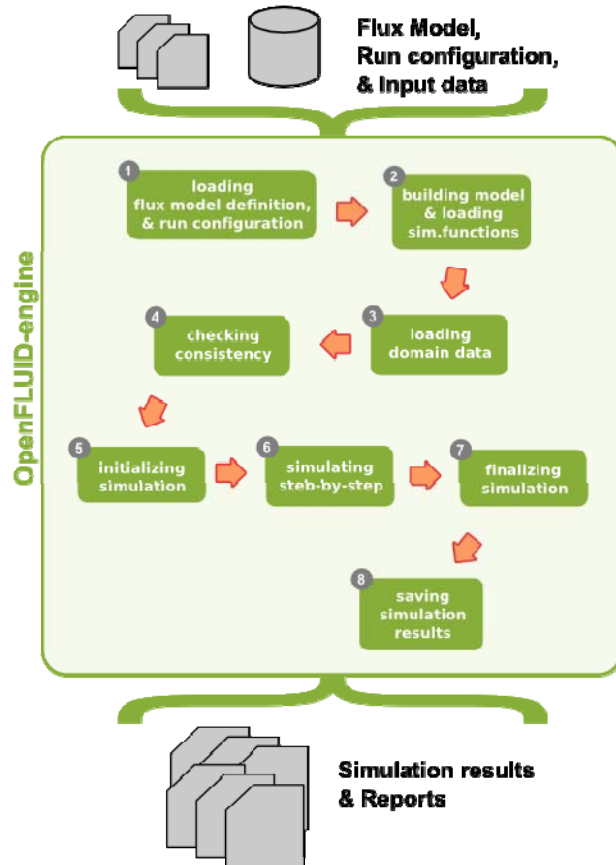 Flux Model,
Run configuration,
& Input data
OpenFLUID-engine
1
loading
flux model definition,
& run configuration
2
building model
& loading
sim.functions
3
loading
domain data
4
checking
consistency
5
initializing
simulation
6
simulating
steb-by-step
7
finalizing
simulation
8
saving
simulation
results
Simulation results
& Reports